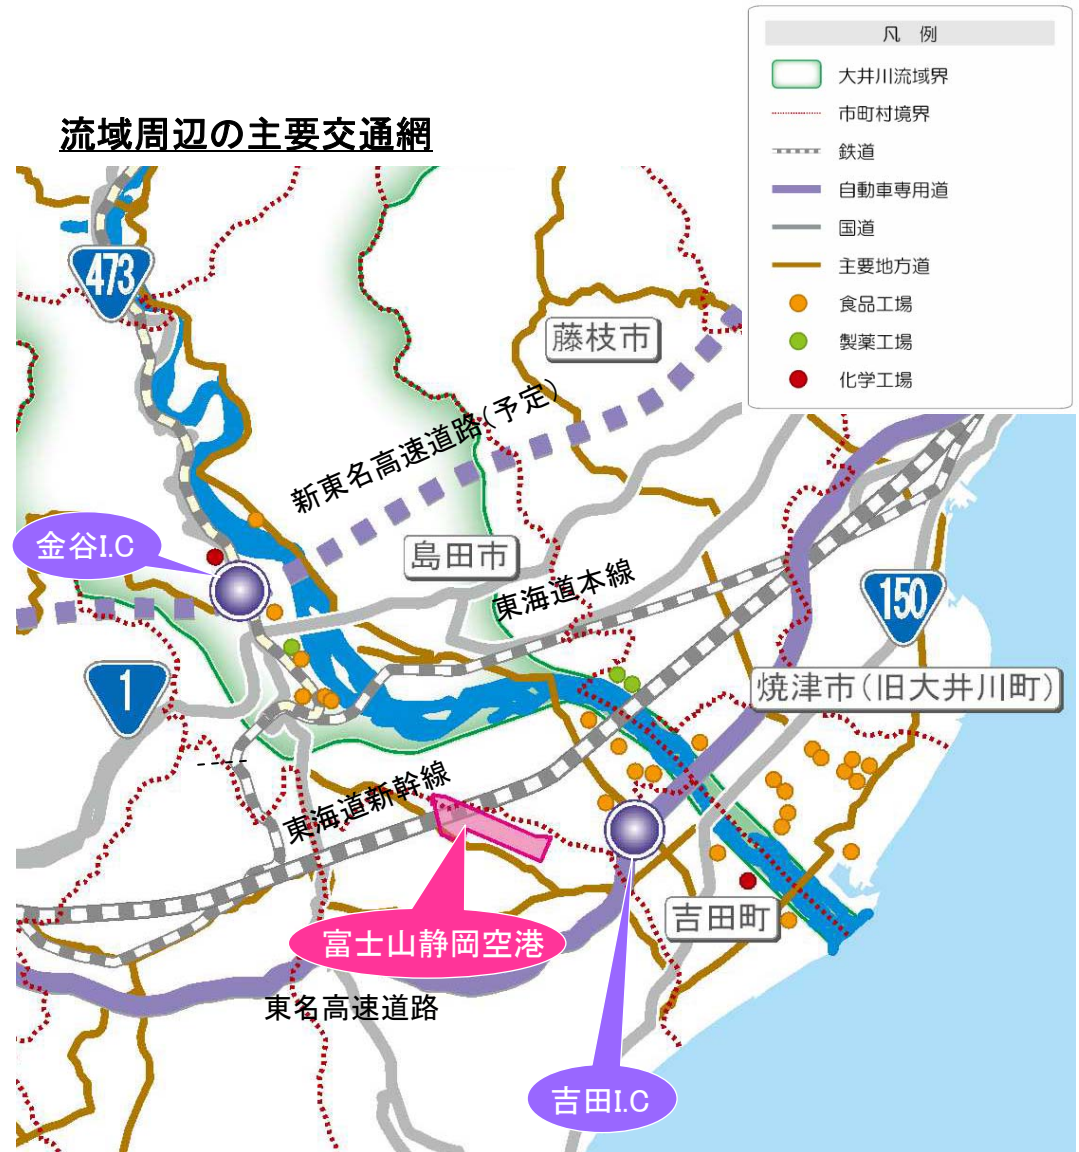 凡 例
大井川流域界
市町村境界
鉄道
自動車専用道
国道
主要地方道
食品工場
製薬工場
化学工場
流域周辺の主要交通網
473
藤枝市
新東名高速道路(予定)
金谷I.C
島田市
東海道本線
150
1
焼津市(旧大井川町)
東海道新幹線
吉田町
富士山静岡空港
東名高速道路
吉田I.C